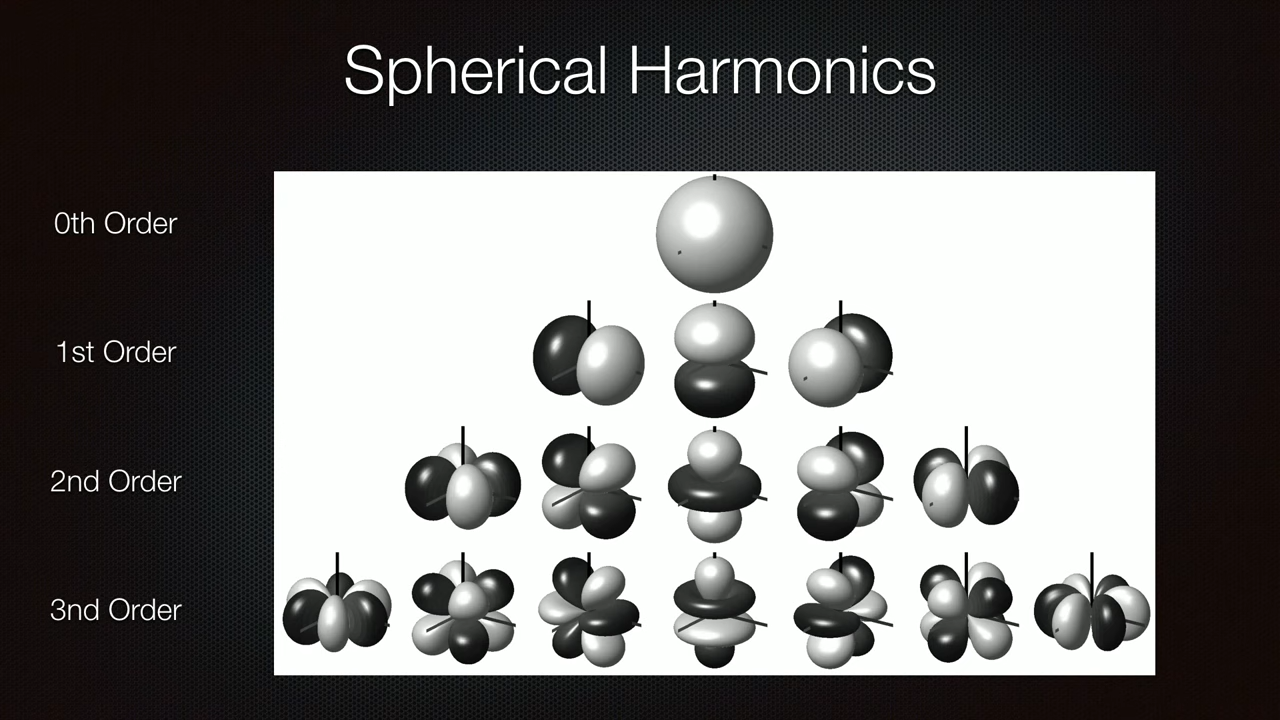 Spherical Harmonics
0th Order
1st Order
2nd Order
3nd Order